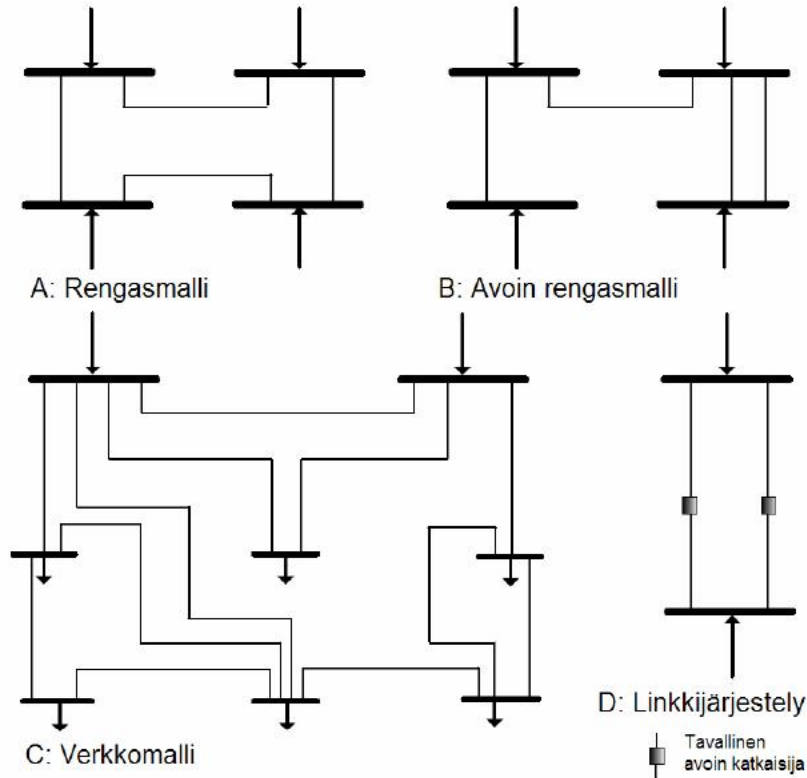 A: Rengasmalli
B: Avoin rengasmalli
C: Verkkomalli
D: Linkkijärjestely
Tavallinen
avoin katkaisija